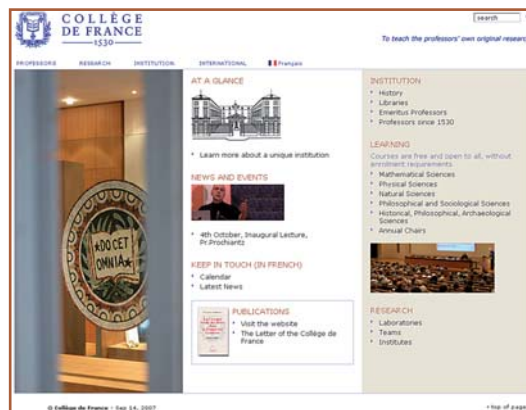 COLLÈGE
DE FRANCE
1530
search
To teach the professors' own original research
PROFESSORS
RESEARCH
INSTITUTION
INTERNATIONAL
Français
DOCET
OMNIA
AT A GLANCE
Learn more about a unique institution
NEWS AND EVENTS
4th October, Inaugural Lecture,
Pr.Prochiantz
KEEP IN TOUCH (IN FRENCH)
Calendar
Latest News
PUBLICATIONS
Visit the website
The Letter of the Collège de
France
INSTITUTION
History
Libraries
Emeritus Professors
Professors since 1530
LEARNING
Courses are free and open to all, without
enrollment requirements
Mathematical Sciences
Physical Sciences
Natural Sciences
Philosophical and Sociological Sciences
Historical, Philosophical, Archaeological
Sciences
Annual Chairs
RESEARCH
Laboratories
Teams
Institutes
© Collège de France - Sep 14, 2007
top of page